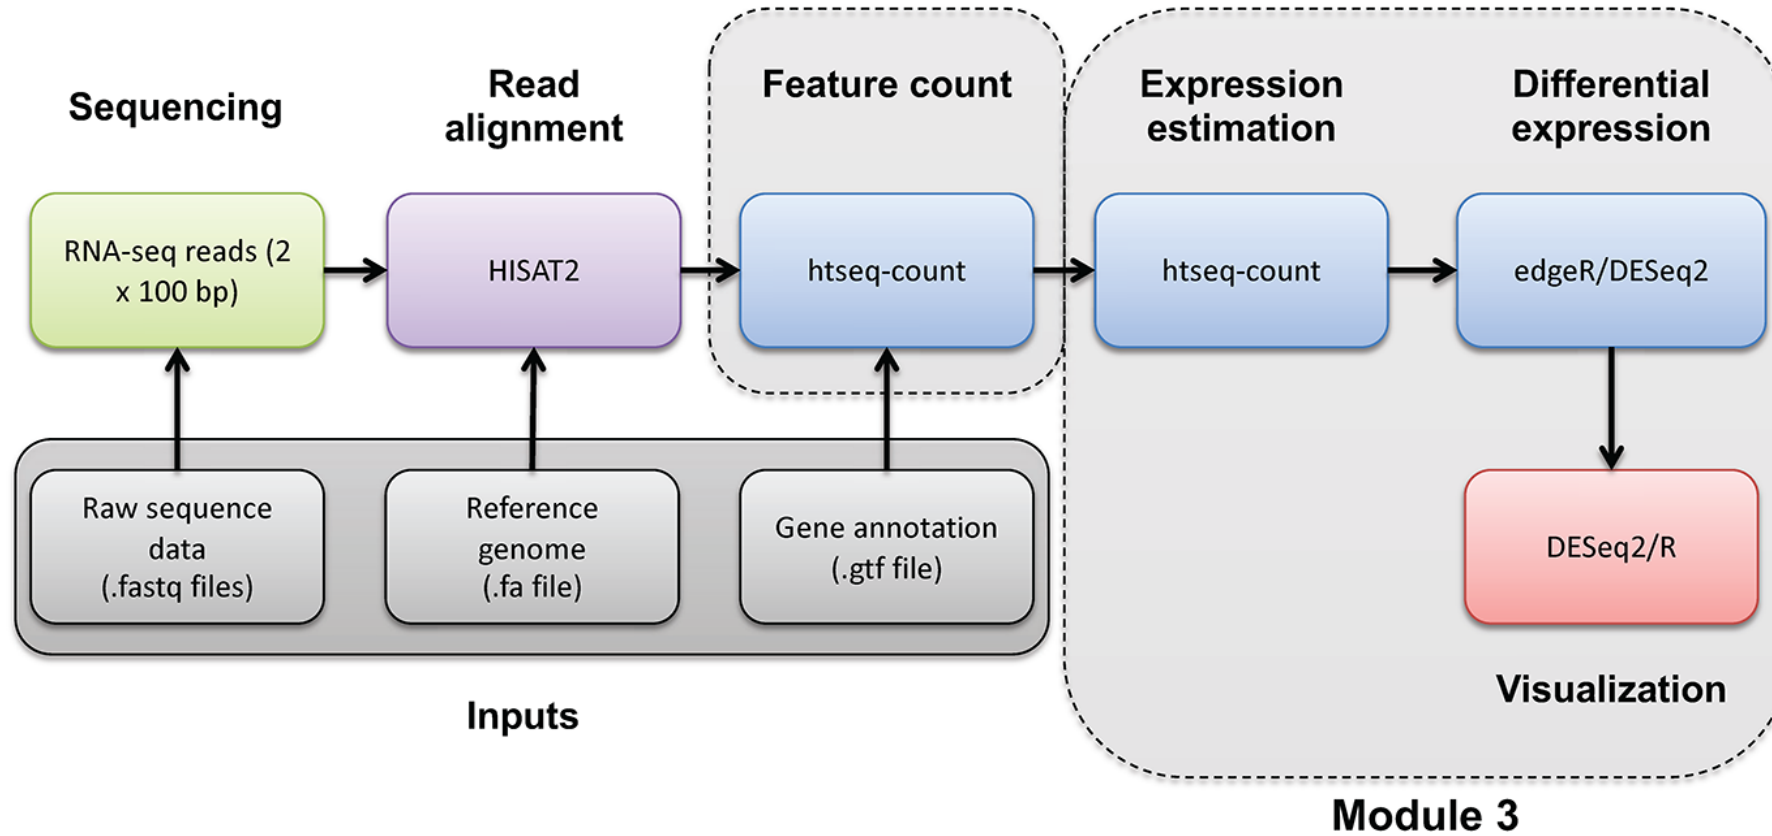 Sequencing
Read
alignment
Feature count
Expression
estimation
Differential
expression
RNA-seq reads (2
x 100 bp)
HISAT2
htseq-count
htseq-count
edgeR/DESeq2
Raw sequence
data
(.fastq files)
Reference
genome
(.fa file)
Gene annotation
(.gtf file)
DESeq2/R
Inputs
Visualization
Module 3